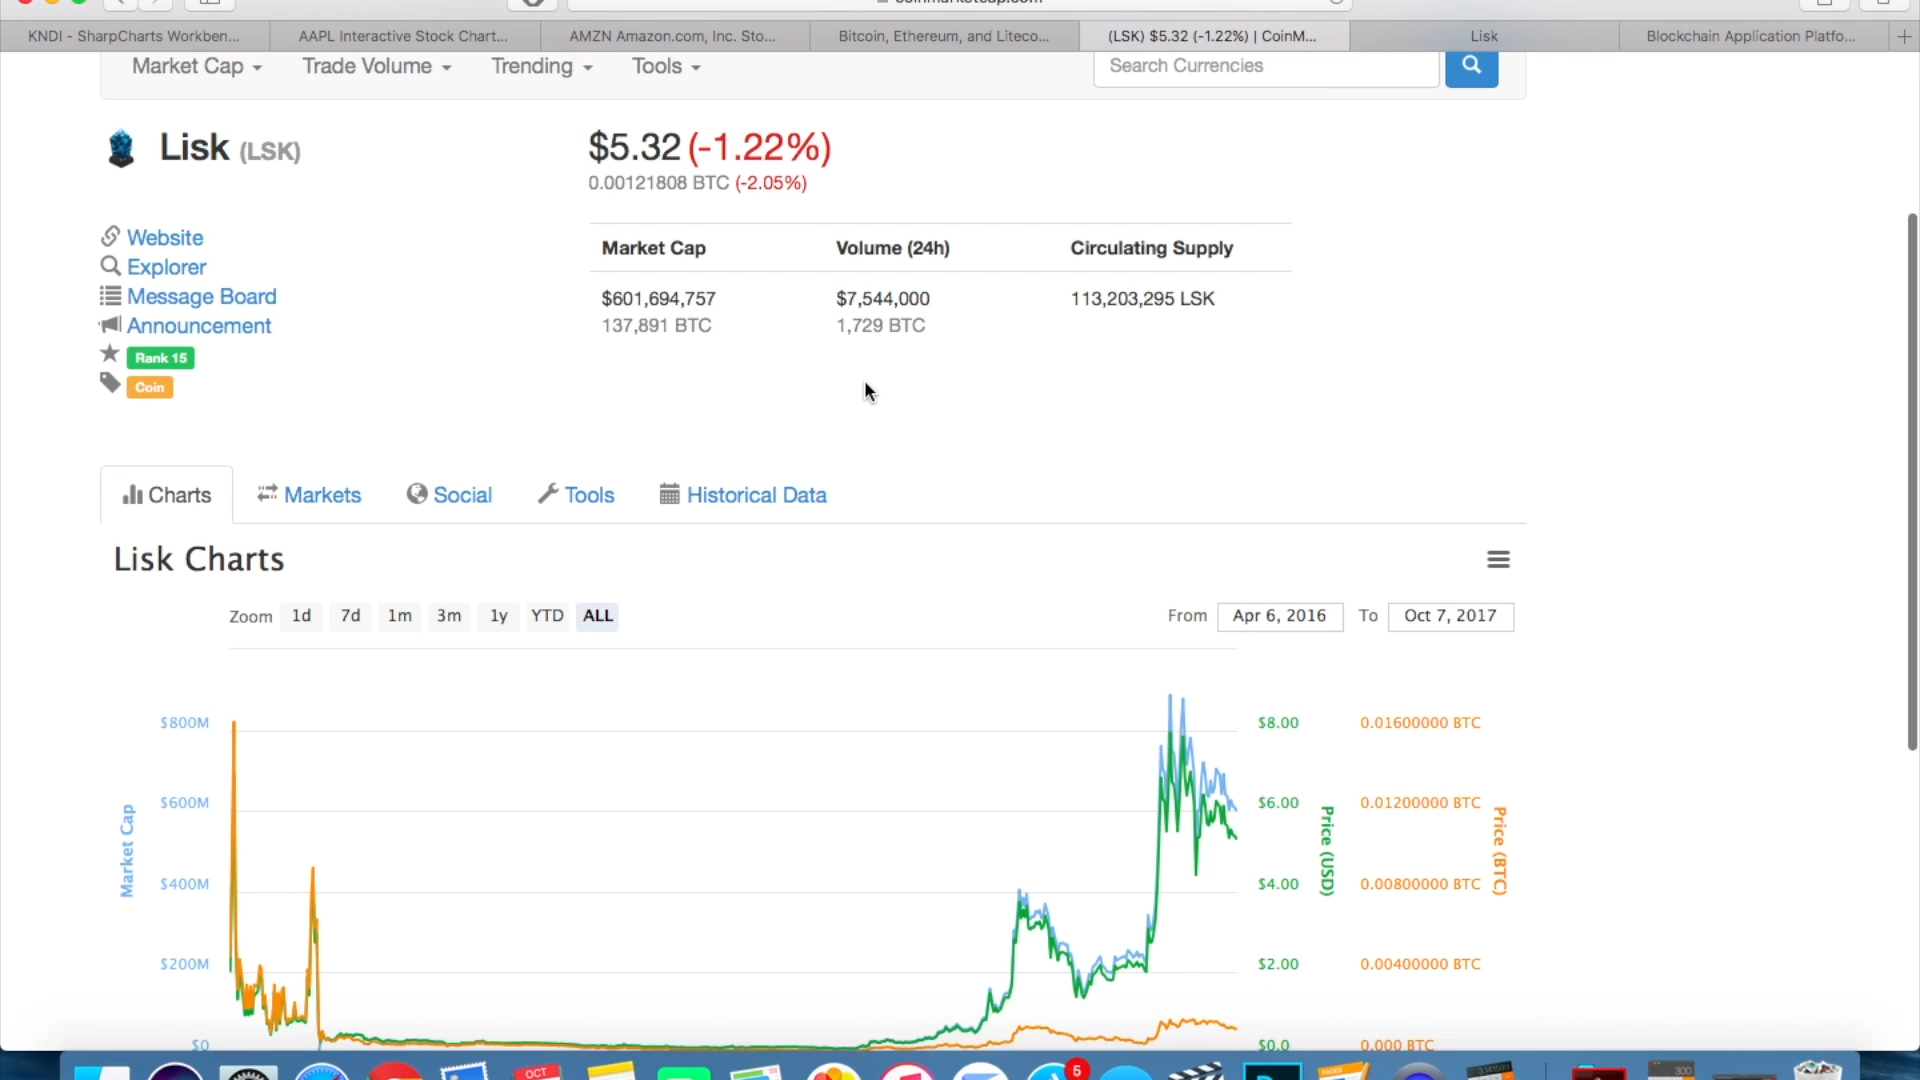 KNDI - SharpCharts Workben...
AAPL Interactive Stock Chart...
AMZN Amazon.com, Inc. Sto...
Bitcoin, Ethereum, and Liteco...
(LSK) $5.32 (-1.22%) | CoinM...
Lisk
Blockchain Application Platfo...
Market Cap
Trade Volume
Trending
Tools
Search Currencies
Lisk (LSK)
$5.32 (-1.22%)
0.00121808 BTC (-2.05%)
Website
Explorer
Message Board
Announcement
Rank 15
Coin
Market Cap Volume (24h) Circulating Supply
$601,694,757 $7,544,000 113,203,295 LSK
137,891 BTC 1,729 BTC
Charts Markets Social Tools Historical Data
Lisk Charts
Zoom 1d 7d 1m 3m 1y YTD ALL
From Apr 6, 2016 To Oct 7, 2017
$800M $8.00 0.01600000 BTC
$600M $6.00 0.01200000 BTC
$400M $4.00 0.00800000 BTC
$200M $2.00 0.00400000 BTC
$0 $0.0 0.000 BTC
Market Cap
Price (USD)
Price (BTC)
OCT
5
PAGES
300